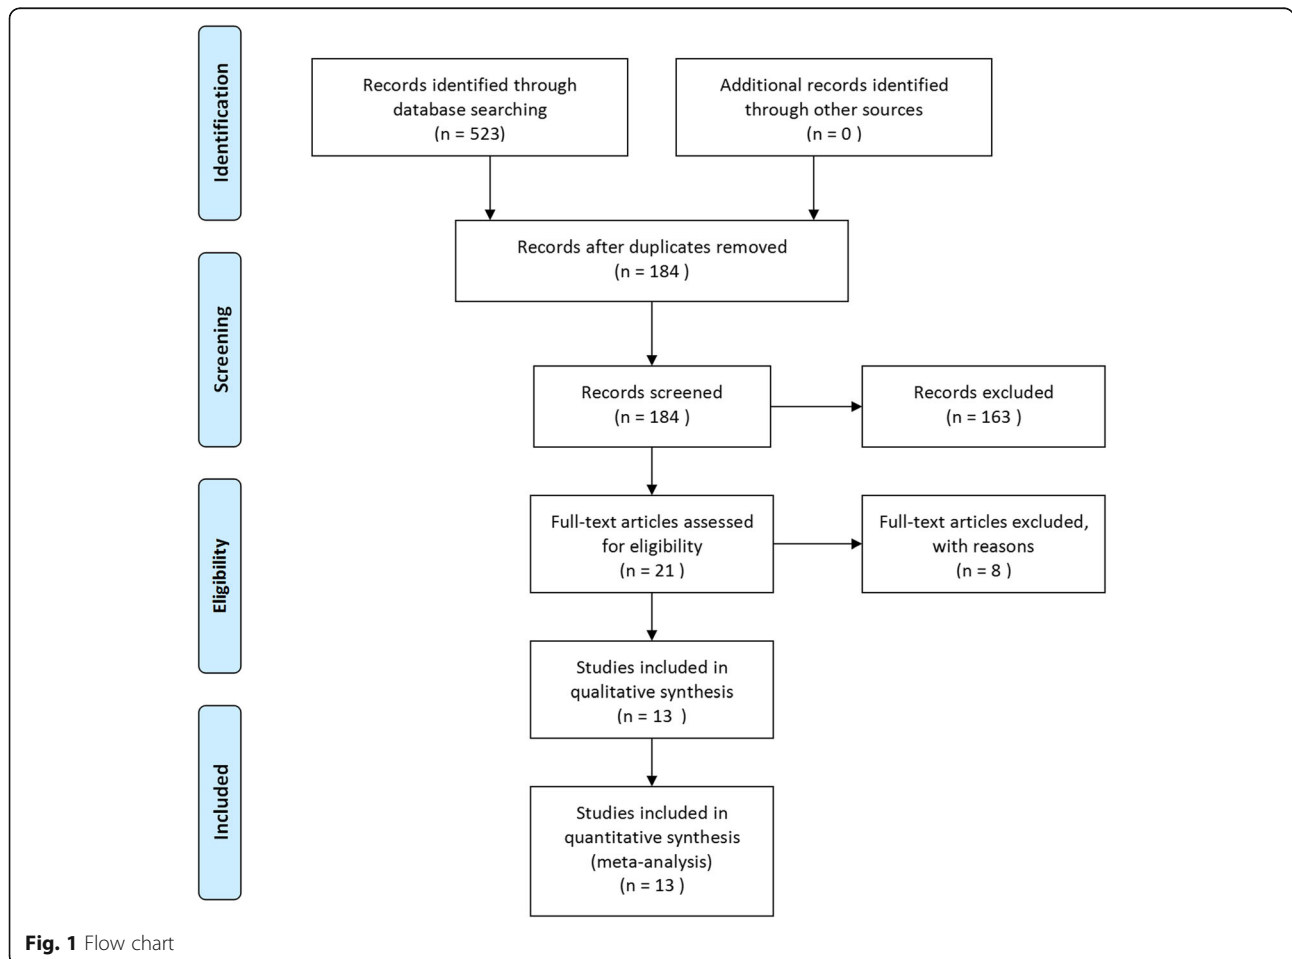 Identification
Records identified through
database searching
(n = 523)
Additional records identified
through other sources
(n = 0 )
Records after duplicates removed
(n = 184 )
Screening
Records screened
(n = 184 )
Records excluded
(n = 163 )
Eligibility
Full-text articles assessed
for eligibility
(n = 21 )
Full-text articles excluded,
with reasons
(n = 8 )
Studies included in
qualitative synthesis
(n = 13 )
Included
Studies included in
quantitative synthesis
(meta-analysis)
(n = 13 )
Fig. 1 Flow chart